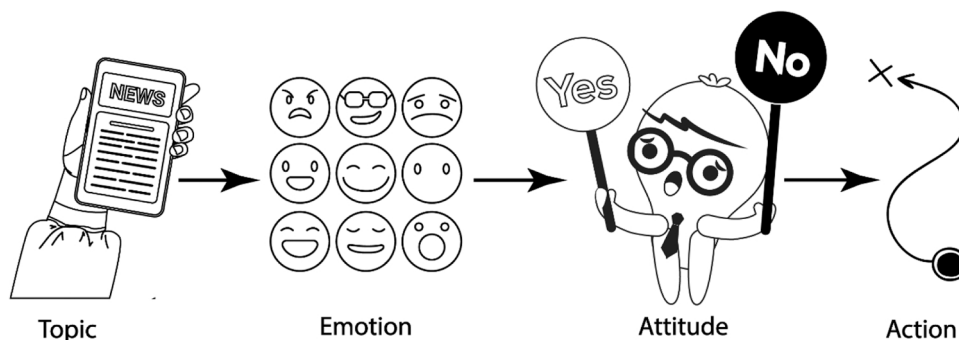 NEWS
Yes
No
Topic
Emotion
Attitude
Action